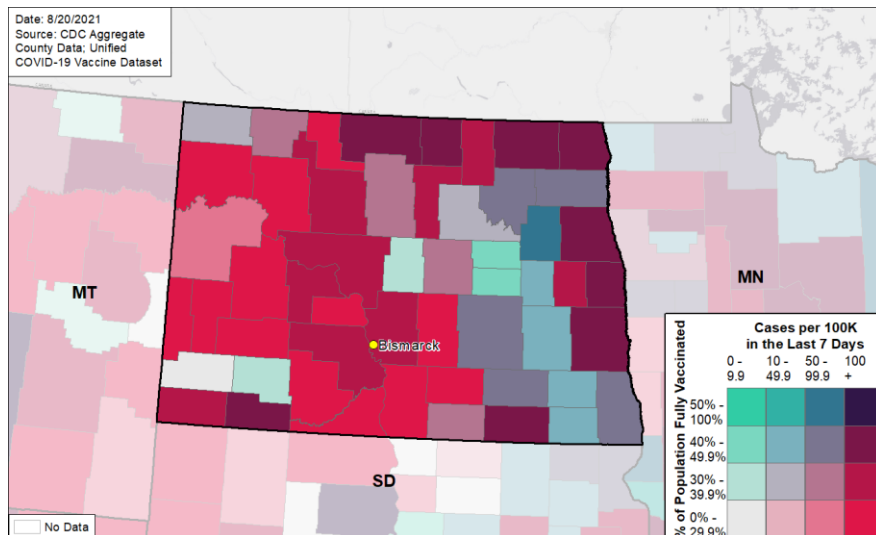 Date: 8/20/2021
Source: CDC Aggregate
County Data; Unified
COVID-19 Vaccine Dataset
MT
MN
Bismarck
SD
No Data
Cases per 100K
in the Last 7 Days
0 - 10 - 50 - 100
9.9 49.9 99.9 +
% of Population Fully Vaccinated
50% -
100%
40% -
49.9%
30% -
39.9%
0% -
29.9%